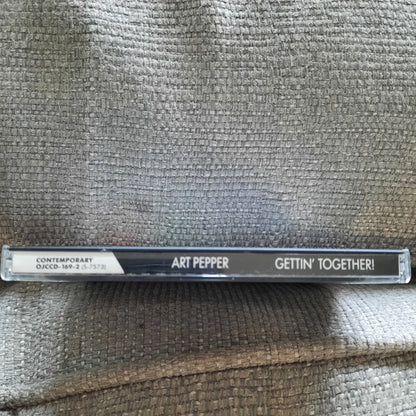 CONTEMPORARY
OJCCD-169-2 (S-7573)
ART PEPPER
GETTIN' TOGETHER!